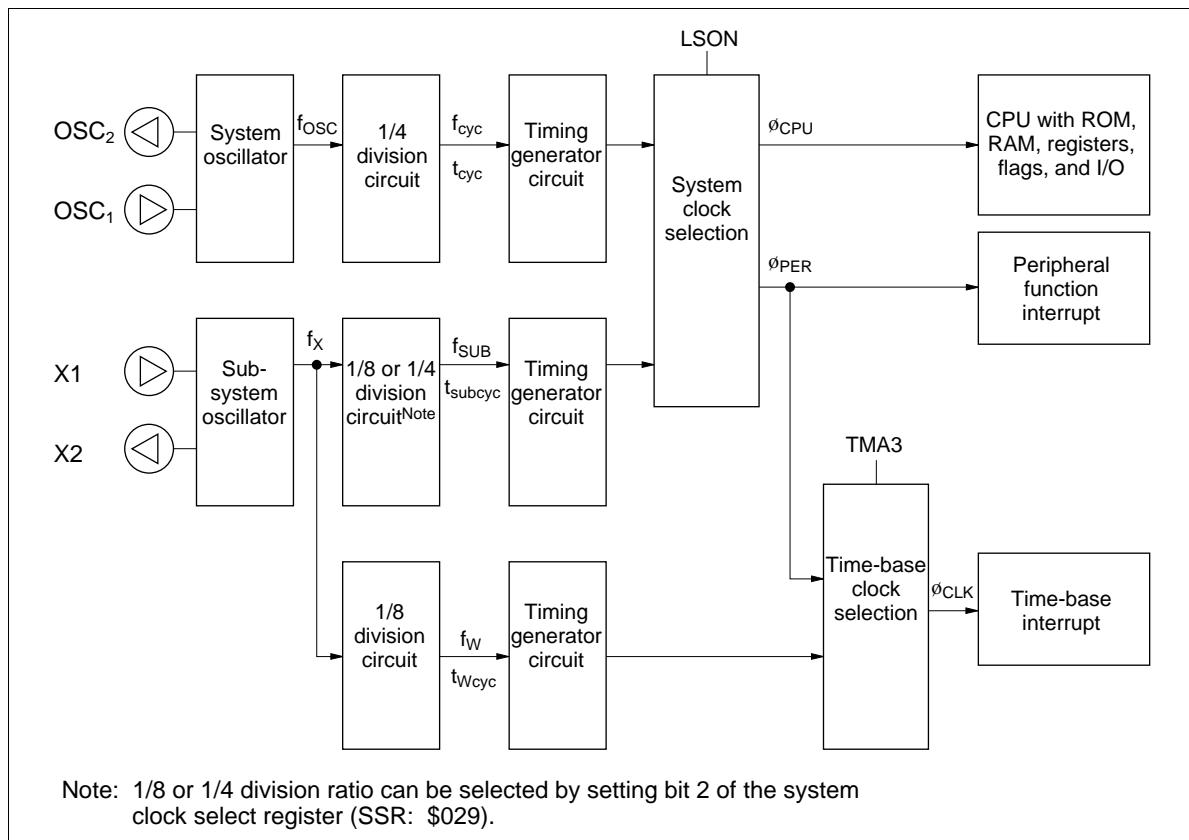 LSON
OSC2
System
oscillator
fOSC
1/4
division
circuit
fcyc
tcyc
Timing
generator
circuit
System
clock
selection
øCPU
CPU with ROM,
RAM, registers,
flags, and I/O
OSC1
øPER
Peripheral
function
interrupt
X1
X2
Sub-
system
oscillator
fX
1/8 or 1/4
division
circuitNote
fSUB
tsubcyc
Timing
generator
circuit
TMA3
1/8
division
circuit
fW
tWcyc
Timing
generator
circuit
Time-base
clock
selection
øCLK
Time-base
interrupt
Note: 1/8 or 1/4 division ratio can be selected by setting bit 2 of the system
clock select register (SSR: $029).